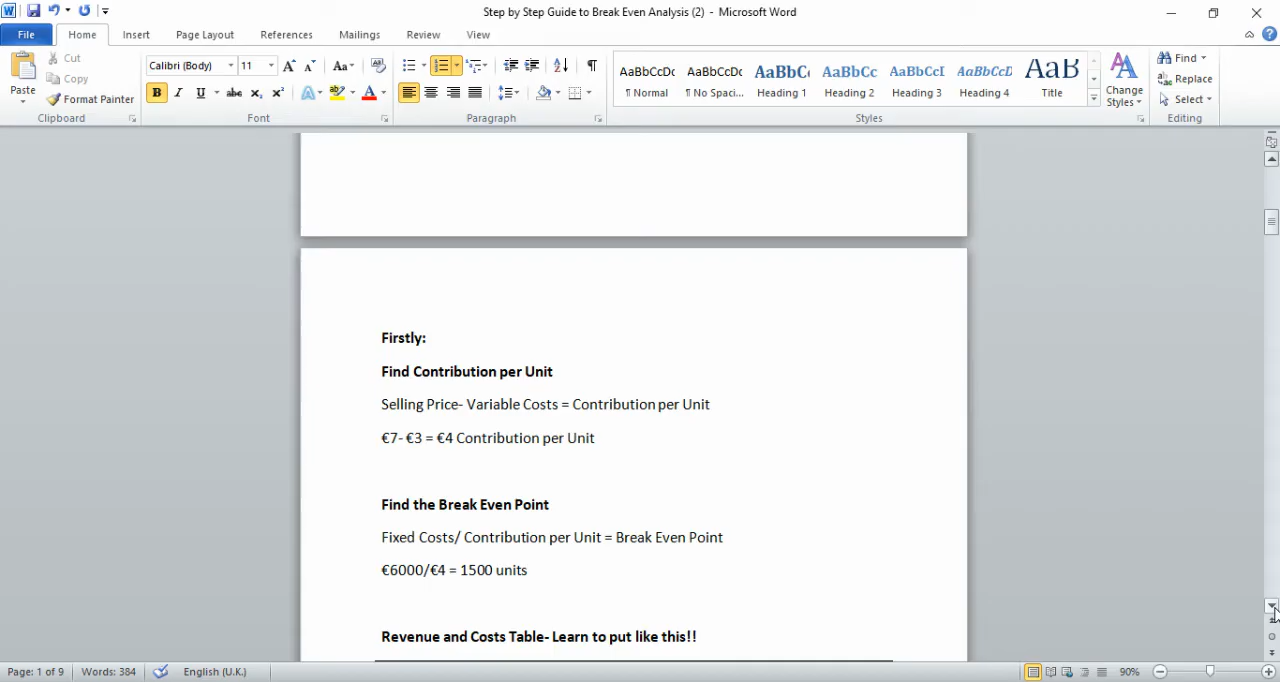 Step by Step Guide to Break Even Analysis (2) - Microsoft Word
File Home Insert Page Layout References Mailings Review View
Paste
Cut
Copy
Format Painter
Clipboard
Calibri (Body) 11
Font
Paragraph
AaBbCcDc AaBbCcDc AaBbC AaBbCc AaBbCcI AaBbCcD AaB
¶ Normal ¶ No Spaci... Heading 1 Heading 2 Heading 3 Heading 4 Title
Change
Styles
Styles
Find
Replace
Select
Editing
Firstly:
Find Contribution per Unit
Selling Price- Variable Costs = Contribution per Unit
€7- €3 = €4 Contribution per Unit
Find the Break Even Point
Fixed Costs/ Contribution per Unit = Break Even Point
€6000/€4 = 1500 units
Revenue and Costs Table- Learn to put like this!!
Page: 1 of 9 Words: 384 English (U.K.) 90%